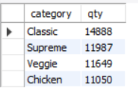 category qty
Classic 14888
Supreme 11987
Veggie 11649
Chicken 11050